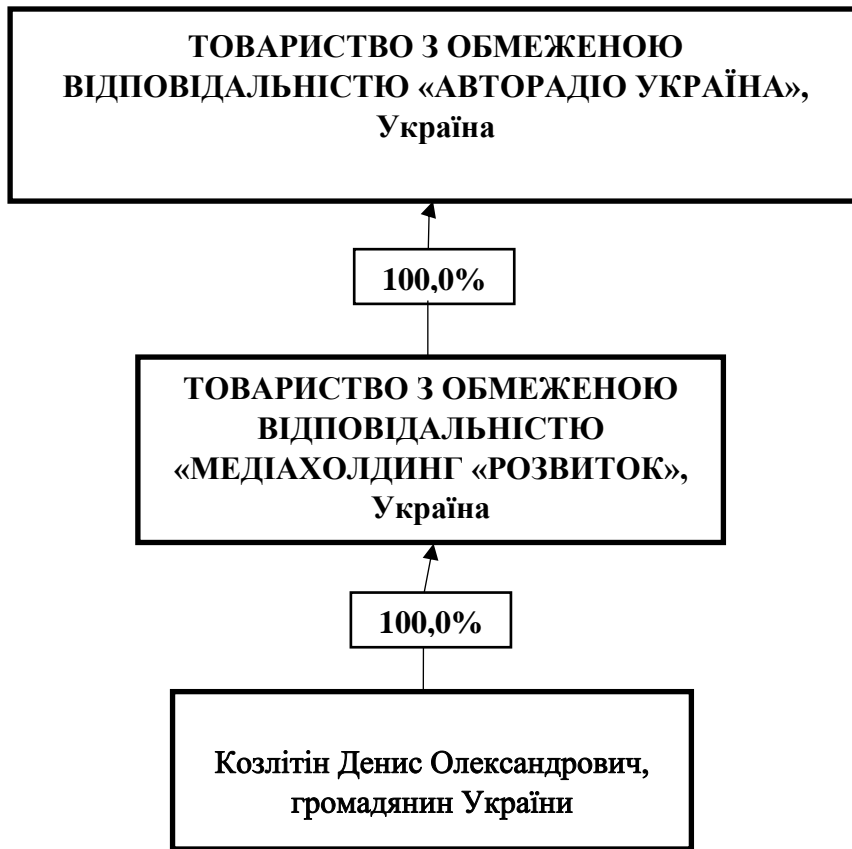 ТОВАРИСТВО З ОБМЕЖЕНОЮ
ВІДПОВІДАЛЬНІСТЮ «АВТОРАДІО УКРАЇНА»,
Україна
100,0%
ТОВАРИСТВО З ОБМЕЖЕНОЮ
ВІДПОВІДАЛЬНІСТЮ
«МЕДІАХОЛДИНГ «РОЗВИТОК»,
Україна
100,0%
Козлітін Денис Олександрович,
громадянин України